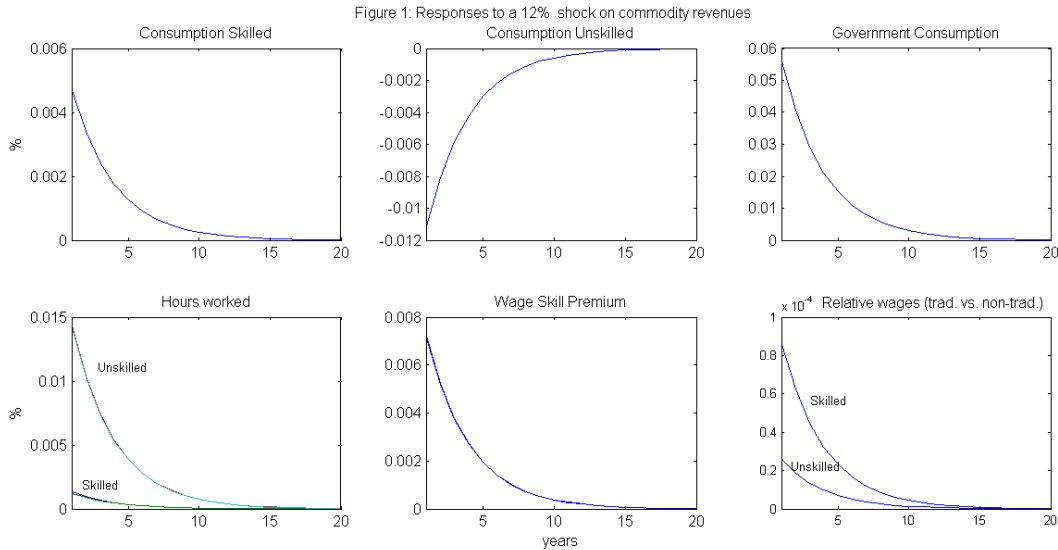 Figure 1: Responses to a 12% shock on commodity revenues
Consumption Skilled
0.006
0.004
0.002
0
%
5 10 15 20
Consumption Unskilled
0
-0.002
-0.004
-0.006
-0.008
-0.01
-0.012
5 10 15 20
Government Consumption
0.06
0.05
0.04
0.03
0.02
0.01
0
5 10 15 20
Hours worked
0.015
0.01
0.005
0
%
Unskilled
Skilled
5 10 15 20
Wage Skill Premium
0.008
0.006
0.004
0.002
0
5 10 15 20
years
x 10⁻⁴ Relative wages (trad. vs. non-trad.)
1
0.8
0.6
0.4
0.2
0
Skilled
Unskilled
5 10 15 20